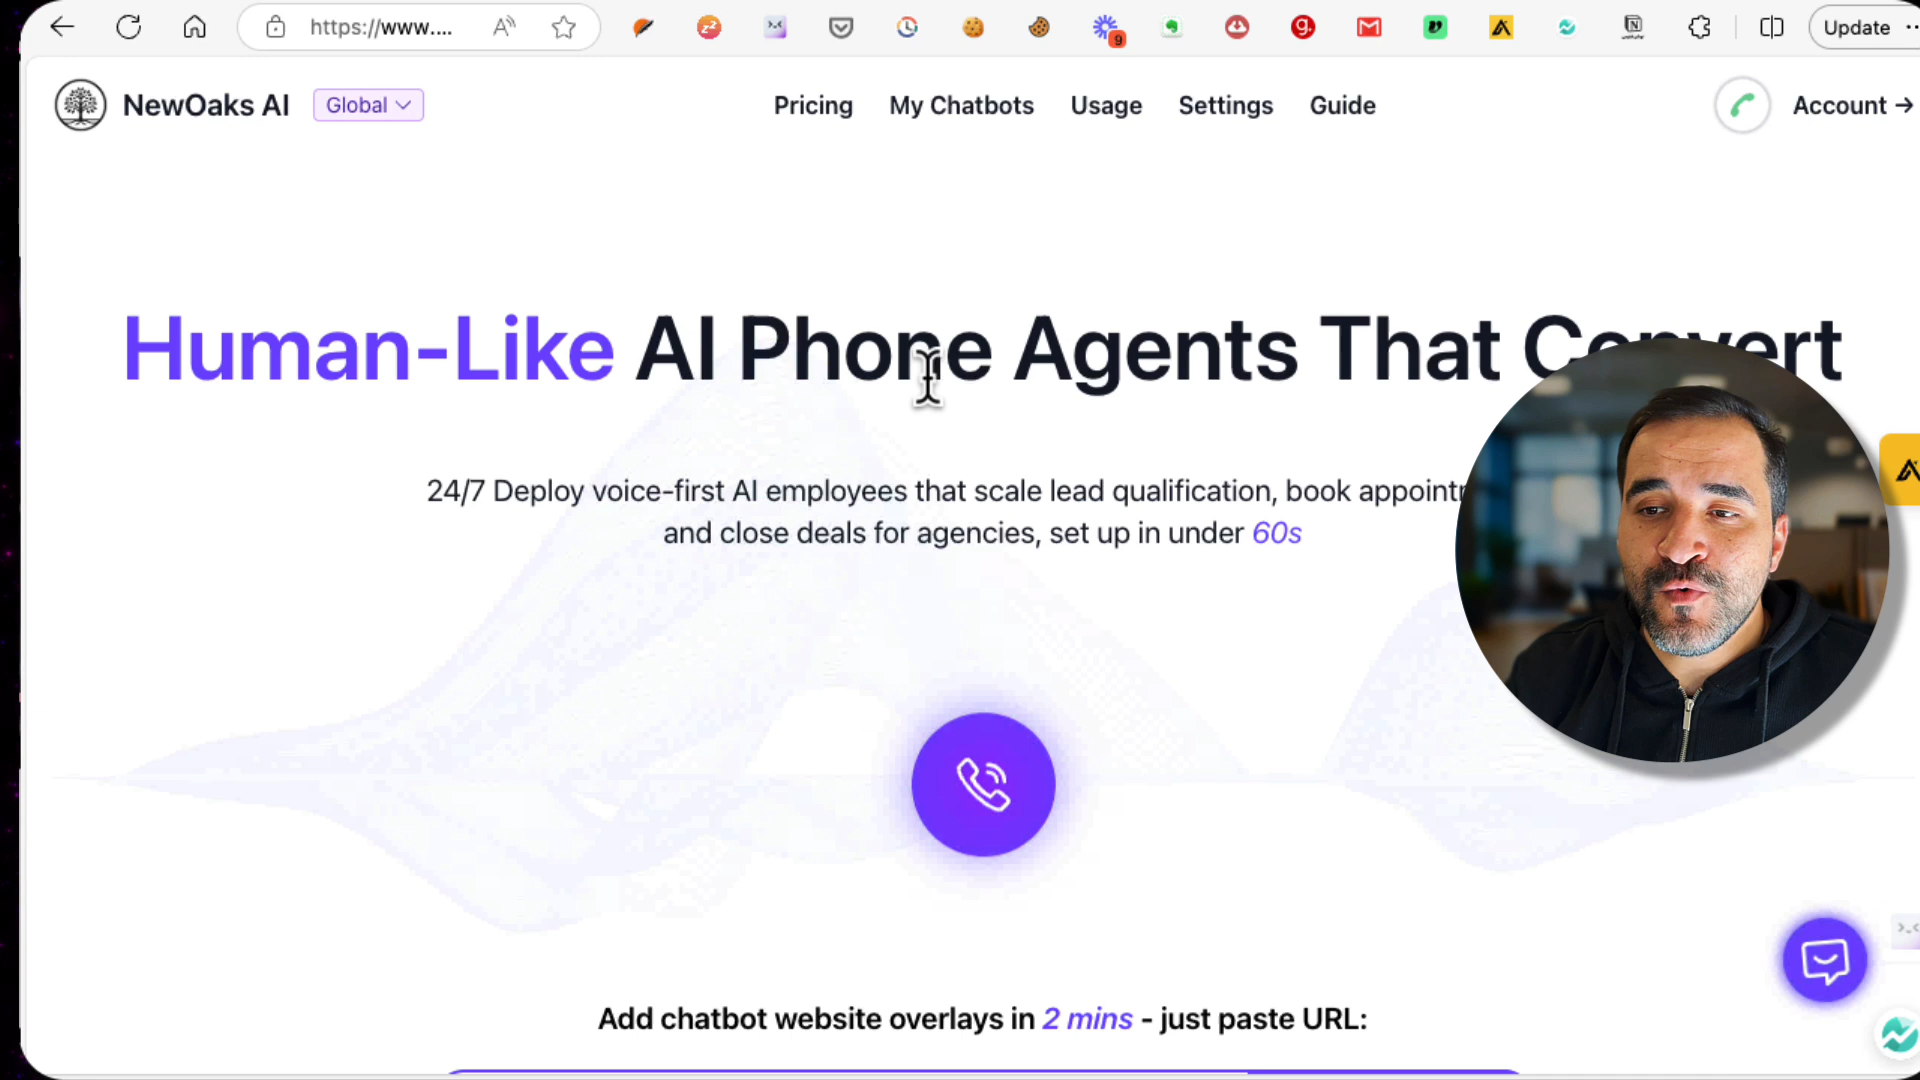 https://www....
9
g.
Update
NewOaks AI
Global
Pricing
My Chatbots
Usage
Settings
Guide
Account →
Human-Like AI Phone Agents That Convert
24/7 Deploy voice-first AI employees that scale lead qualification, book
and close deals for agencies, set up in under 60s
Add chatbot website overlays in 2 mins - just paste URL: